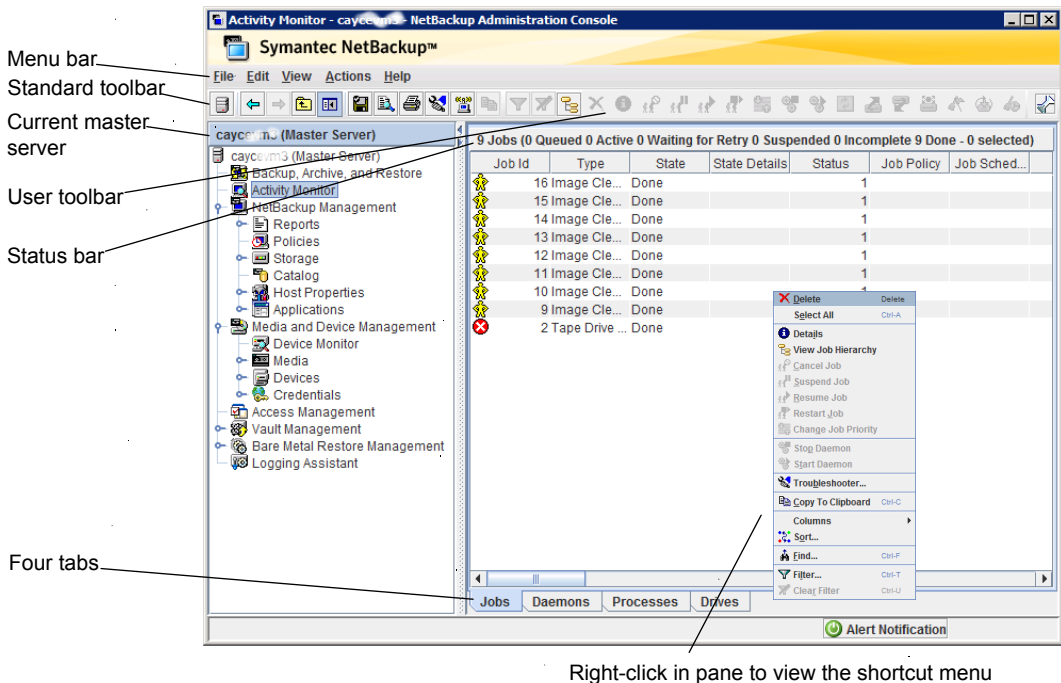 Activity Monitor - caycevm3 - NetBackup Administration Console
Symantec NetBackup™
Menu bar
File Edit View Actions Help
Standard toolbar
Current master
server
User toolbar
Status bar
Four tabs
(Master Server)
(Master Server)
Backup, Archive, and Restore
Activity Monitor
NetBackup Management
Reports
Policies
Storage
Catalog
Host Properties
Applications
Media and Device Management
Device Monitor
Media
Devices
Credentials
Access Management
Vault Management
Bare Metal Restore Management
Logging Assistant
9 Jobs (0 Queued 0 Active 0 Waiting for Retry 0 Suspended 0 Incomplete 9 Done - 0 selected)
Job Id Type State State Details Status Job Policy Job Sched...
16 Image Cle... Done 1
15 Image Cle... Done 1
14 Image Cle... Done 1
13 Image Cle... Done 1
12 Image Cle... Done 1
11 Image Cle... Done 1
10 Image Cle... Done 1
9 Image Cle... Done
2 Tape Drive ... Done
Delete Delete
Select All Ctrl-A
Details
View Job Hierarchy
Cancel Job
Suspend Job
Resume Job
Restart Job
Change Job Priority
Stop Daemon
Start Daemon
Troubleshooter...
Copy To Clipboard Ctrl-C
Columns
Sort...
Find... Ctrl-F
Filter... Ctrl-T
Clear Filter Ctrl-U
Jobs Daemons Processes Drives
Alert Notification
Right-click in pane to view the shortcut menu